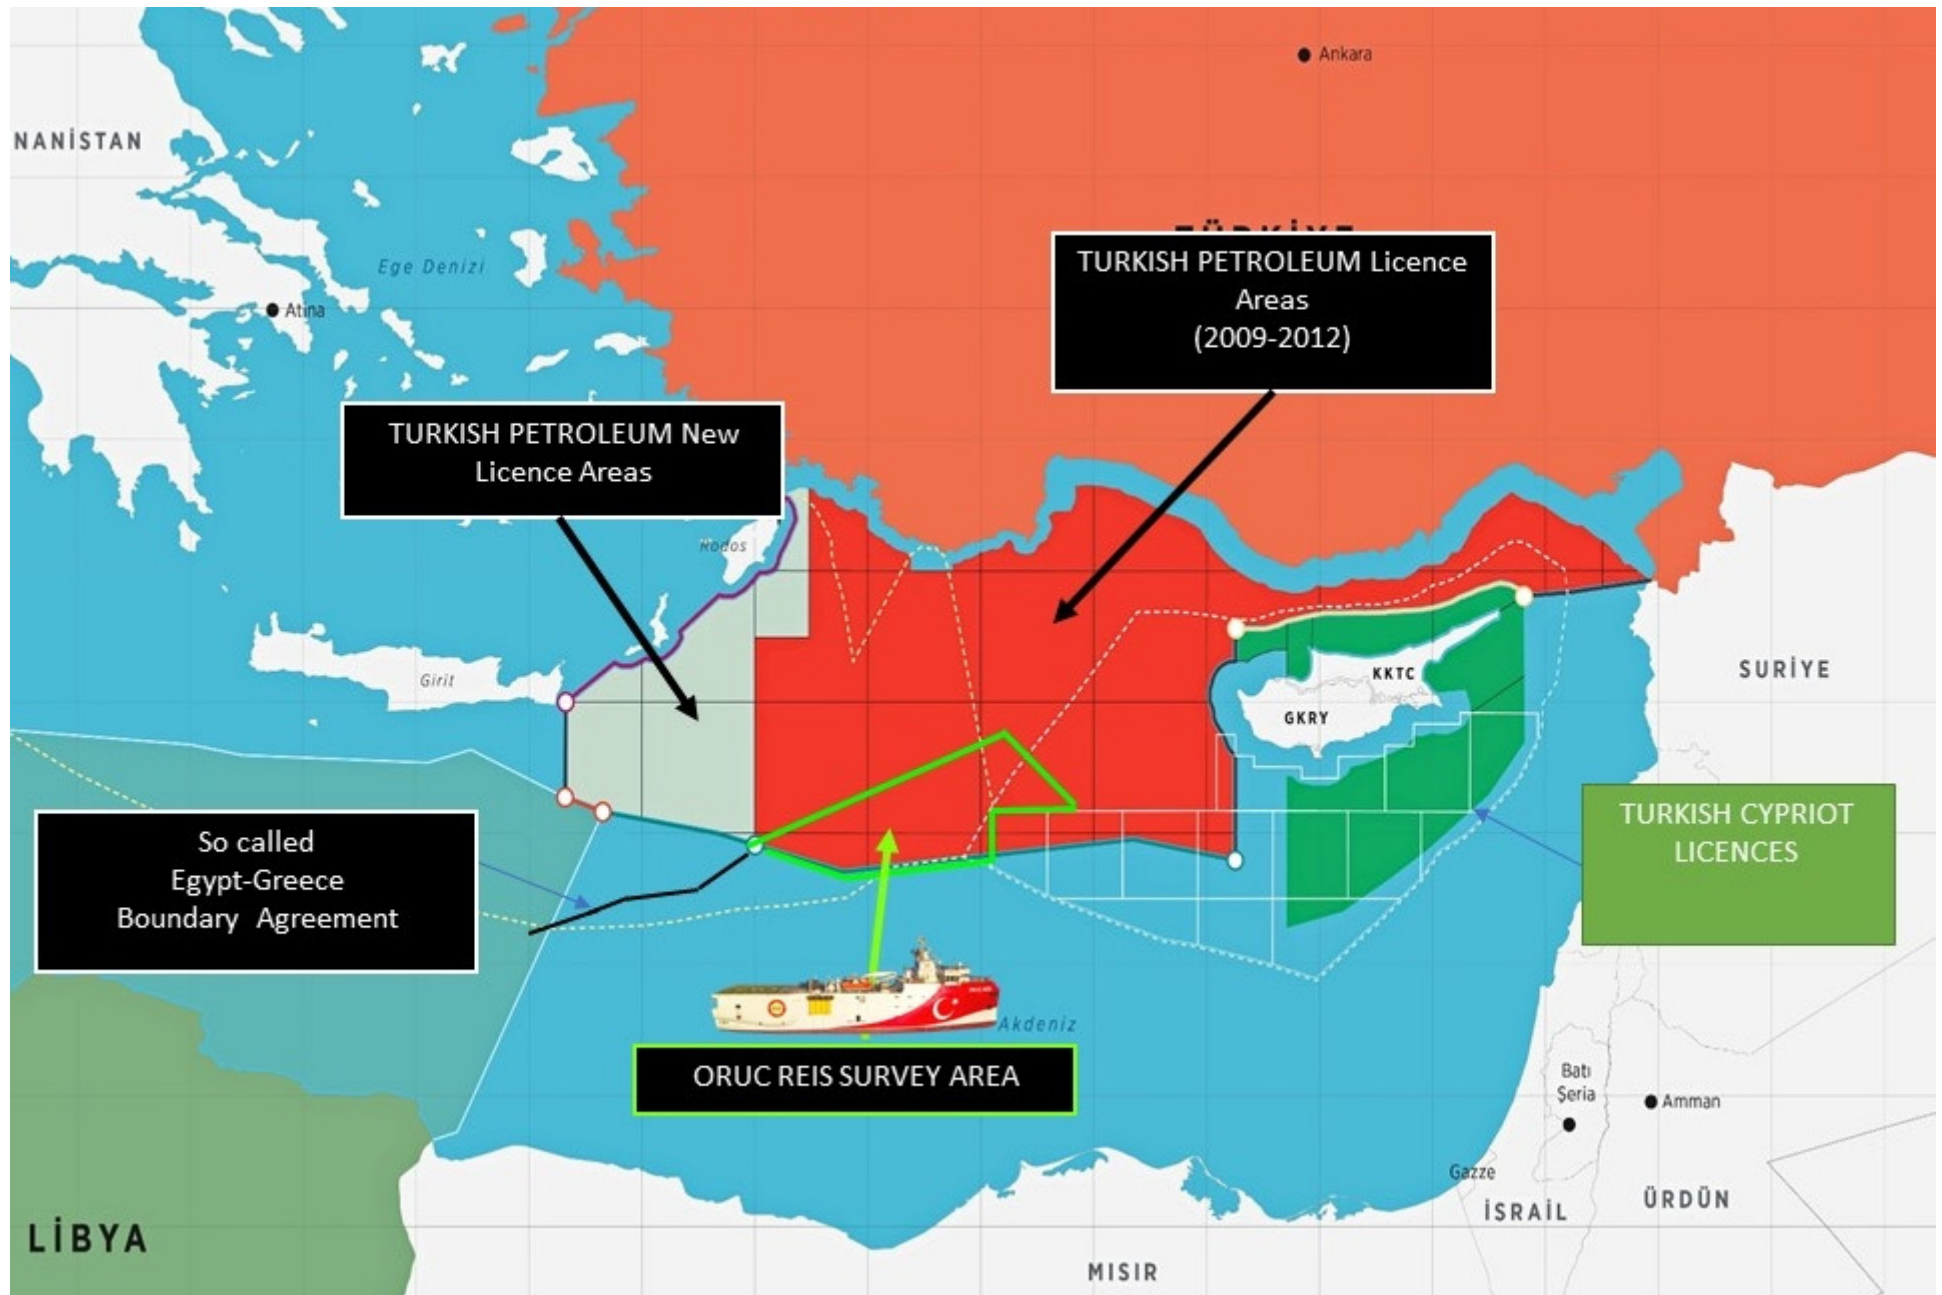 Ankara
NANİSTAN
TÜRKİYE
TURKISH PETROLEUM Licence
Areas
(2009-2012)
Ege Denizi
Atina
TURKISH PETROLEUM New
Licence Areas
Rodos
Girit
KKTC
GKRY
SURİYE
So called
Egypt-Greece
Boundary Agreement
TURKISH CYPRIOT
LICENCES
Akdeniz
ORUC REIS SURVEY AREA
Batı
Şeria
Amman
Gazze
İSRAİL
ÜRDÜN
LİBYA
MISIR